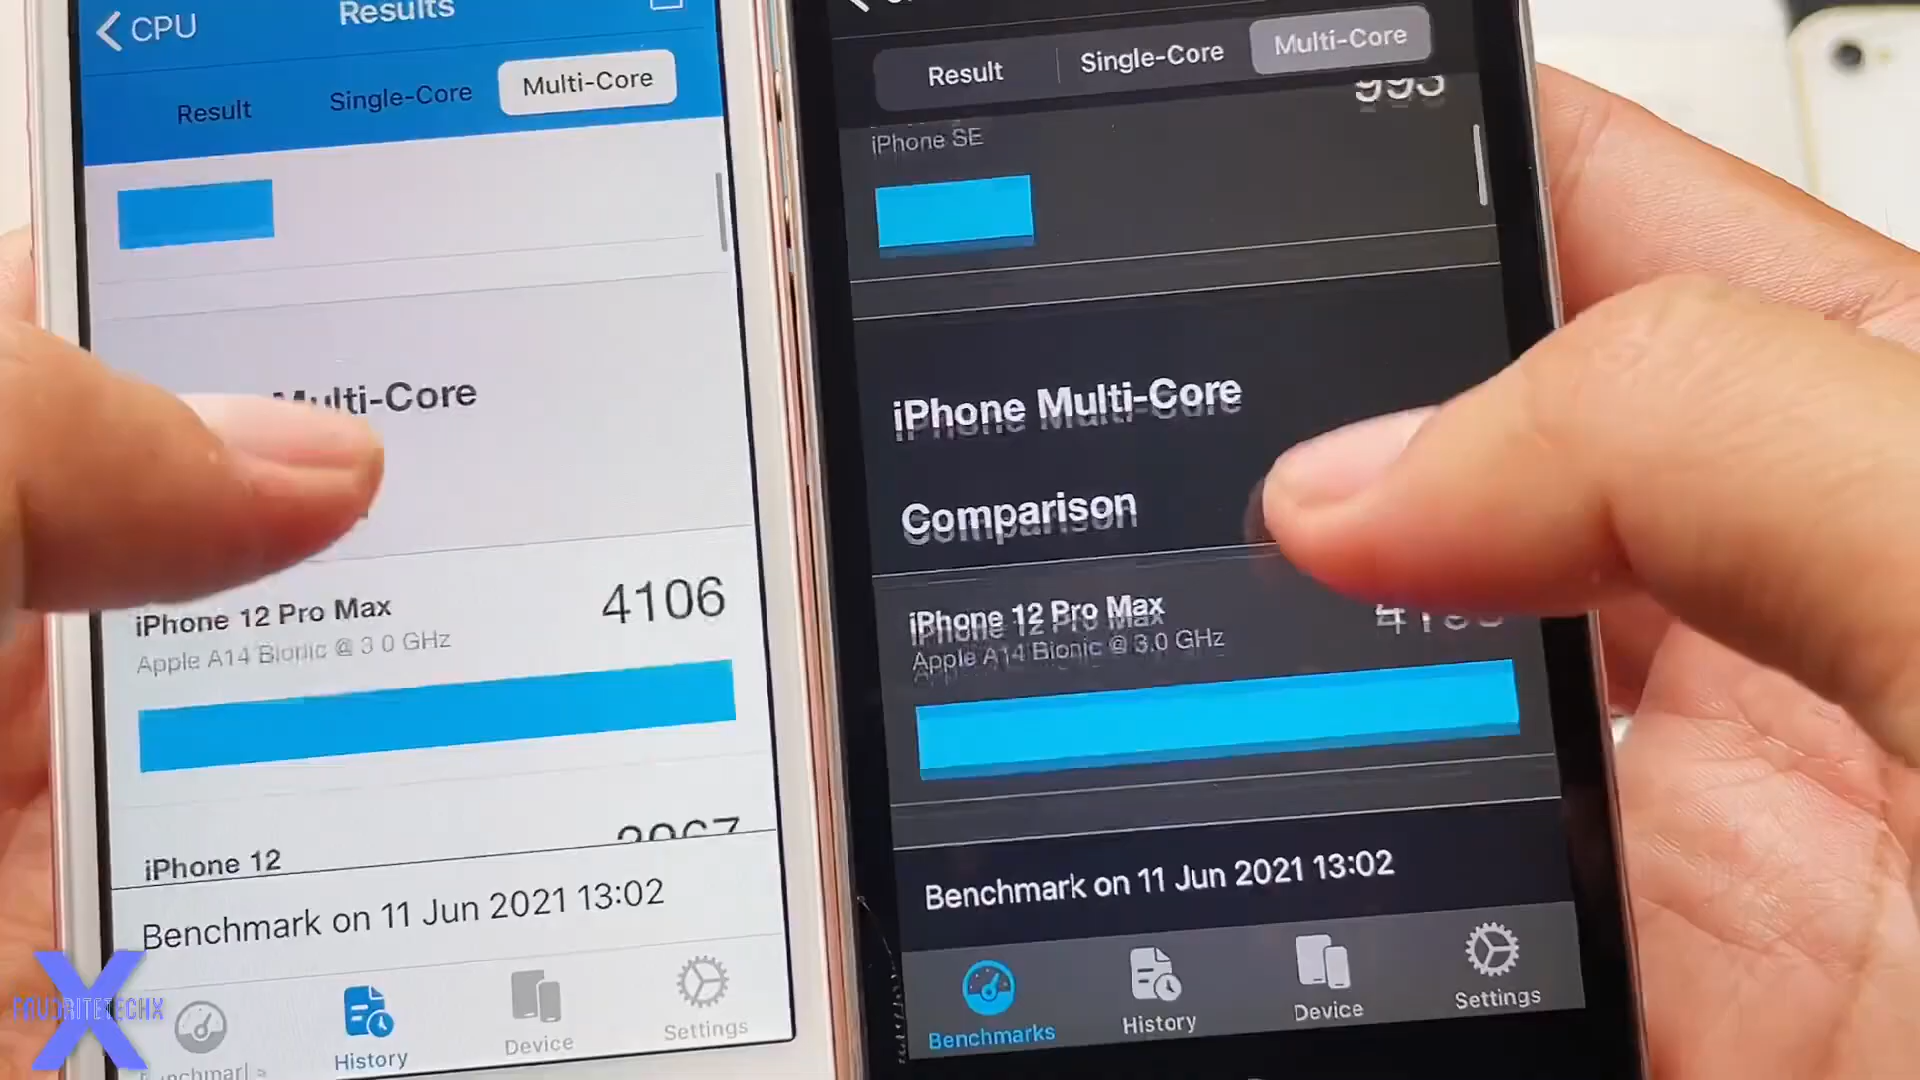 CPU
Results
Result
Single-Core
Multi-Core
Multi-Core
iPhone 12 Pro Max
4106
Apple A14 Bionic @ 3.0 GHz
iPhone 12
Benchmark on 11 Jun 2021 13:02
History
Device
Settings
Result
Single-Core
Multi-Core
993
iPhone SE
iPhone Multi-Core
Comparison
iPhone 12 Pro Max
Apple A14 Bionic @ 3.0 GHz
Benchmark on 11 Jun 2021 13:02
Benchmarks
History
Device
Settings
X
FAVORITETECHX